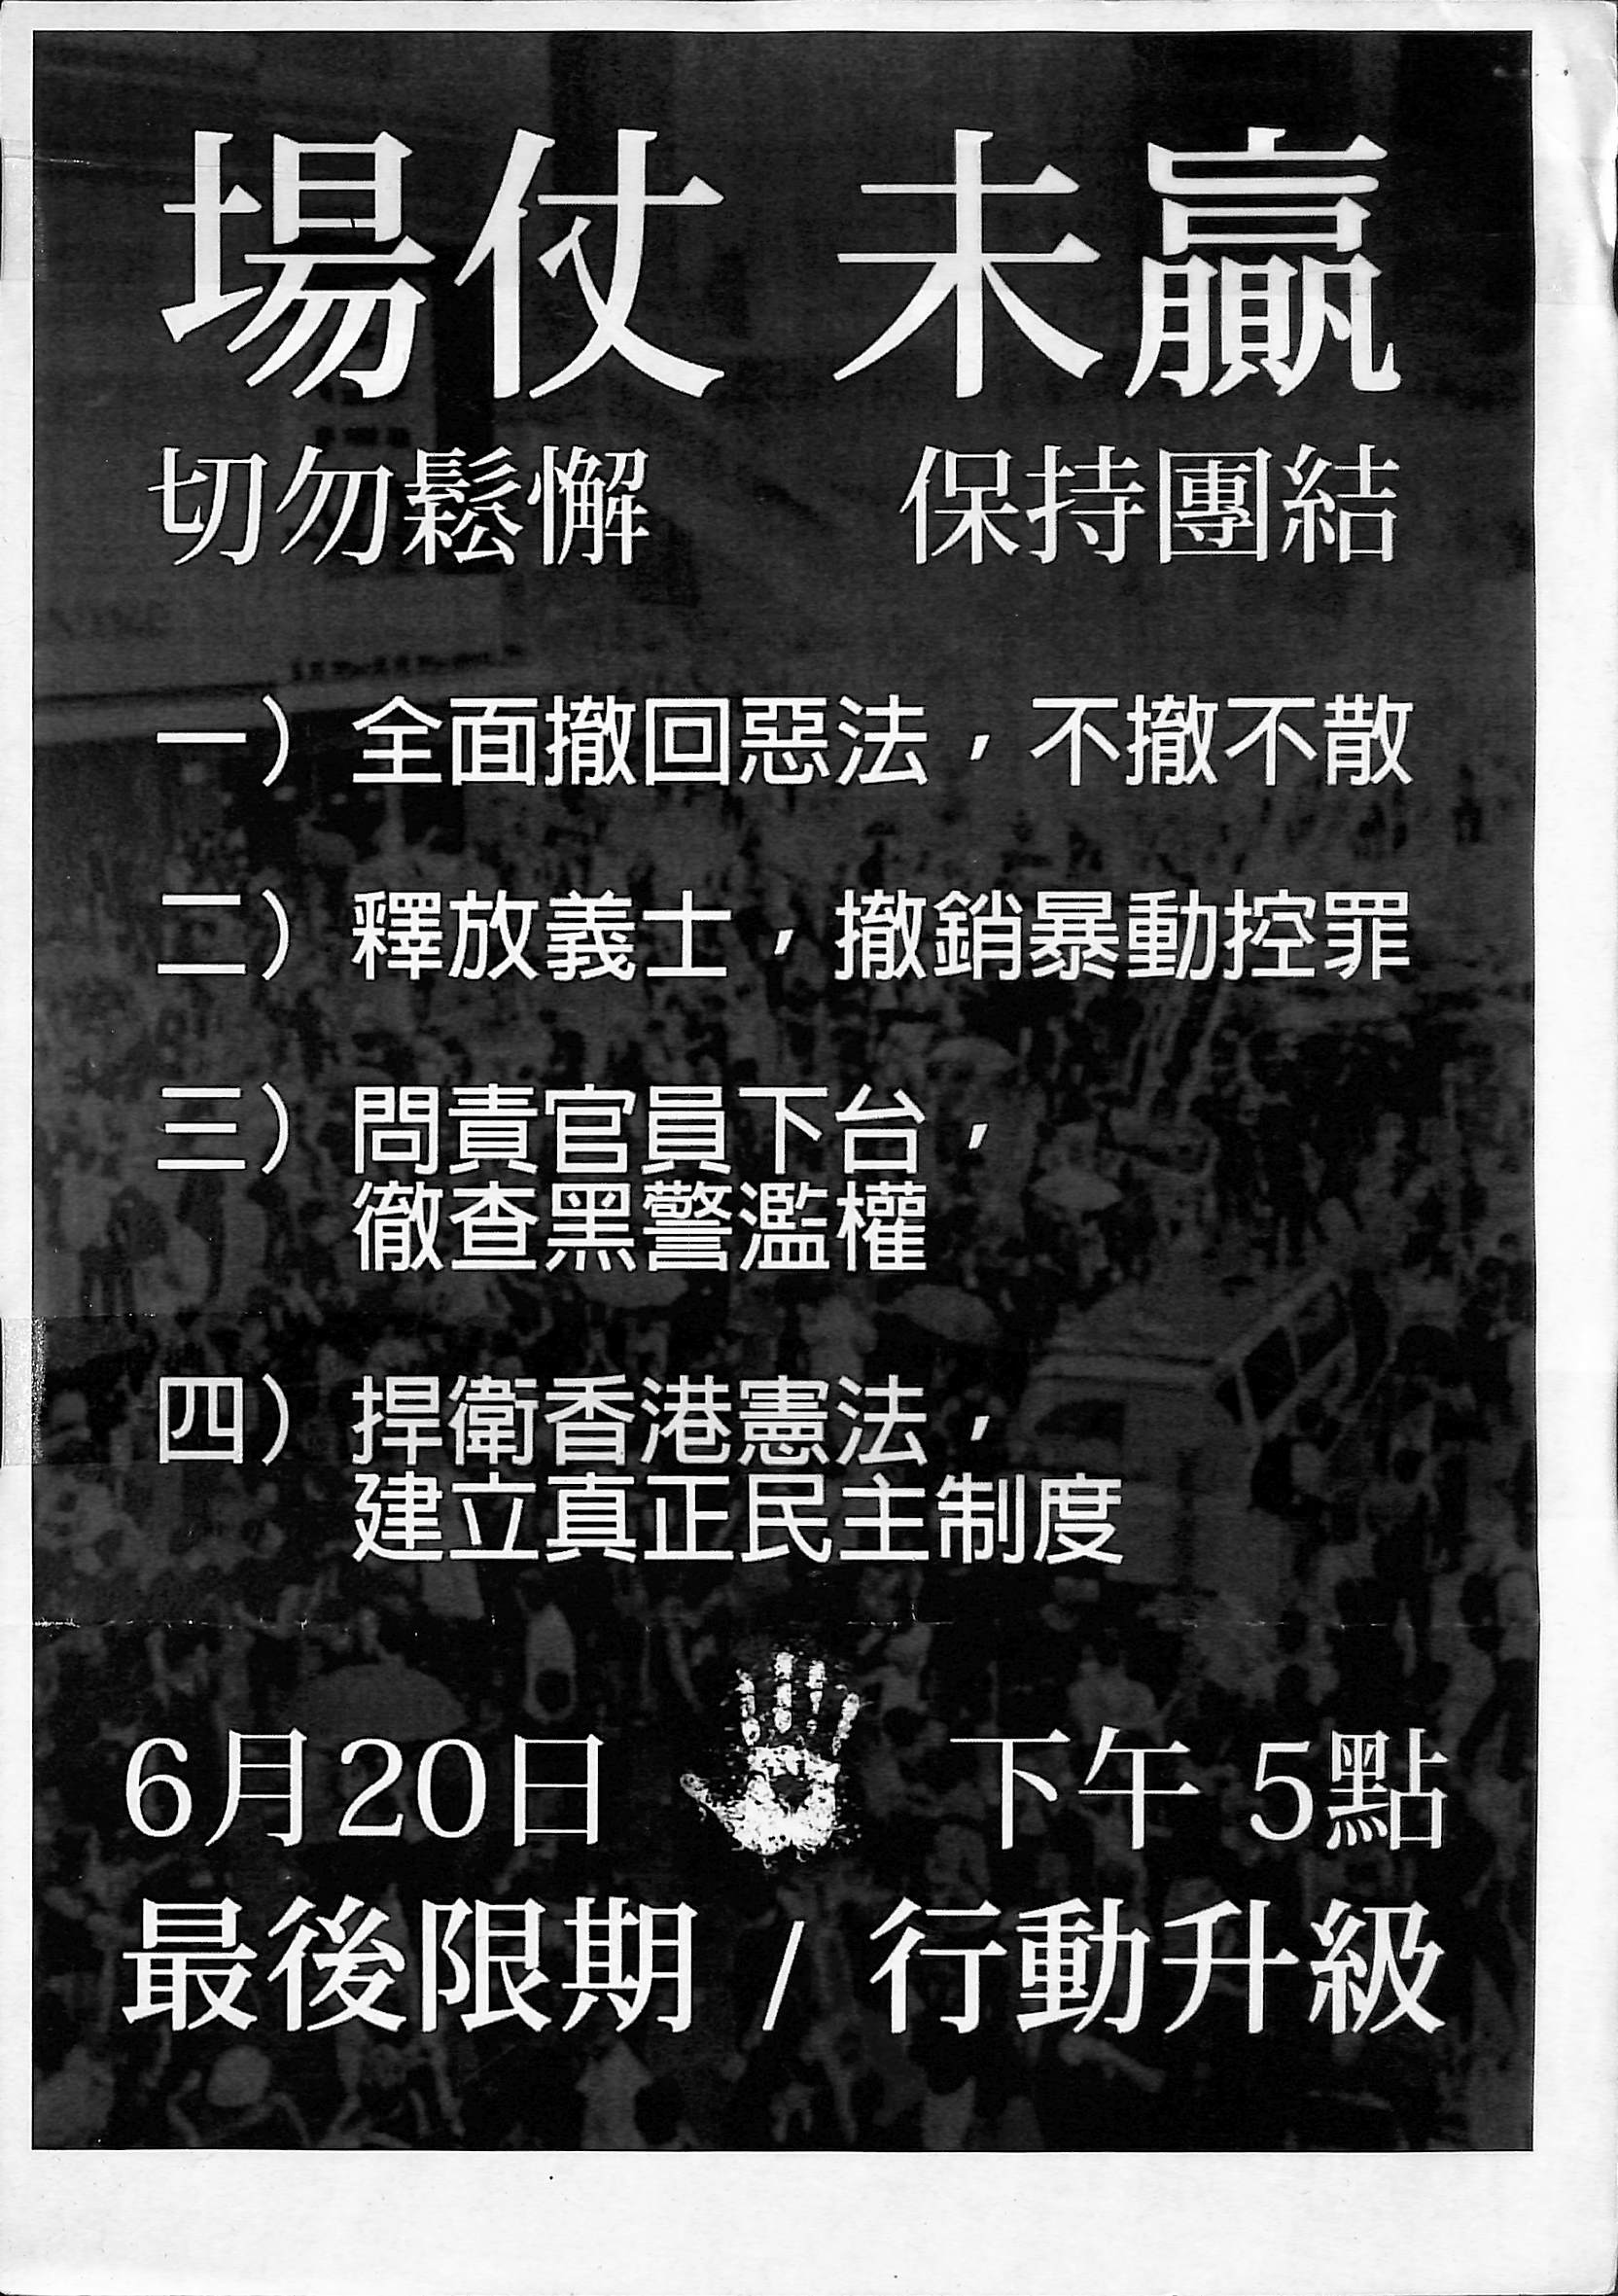 場仗 未贏
切勿鬆懈 保持團結
一）全面撤回惡法，不撤不散
二）釋放義士，撤銷暴動控罪
三）問責官員下台，
徹查黑警濫權
四）捍衛香港憲法，
建立真正民主制度
6月20日 下午 5點
最後限期 / 行動升級